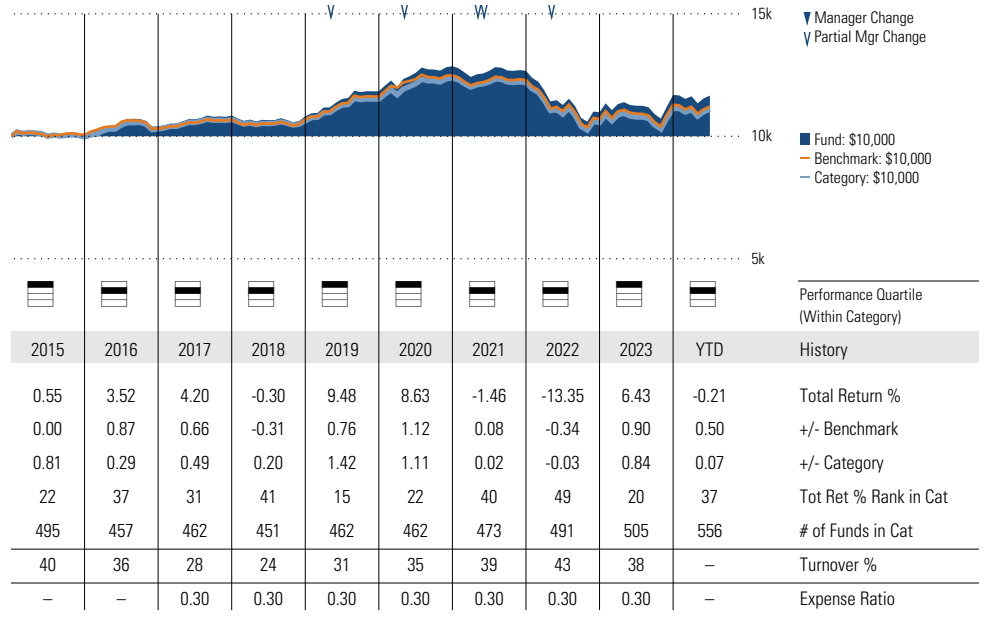 15k
Manager Change
Partial Mgr Change
10k
Fund: $10,000
Benchmark: $10,000
Category: $10,000
5k
Performance Quartile
(Within Category)
2015 2016 2017 2018 2019 2020 2021 2022 2023 YTD History
0.55 3.52 4.20 -0.30 9.48 8.63 -1.46 -13.35 6.43 -0.21 Total Return %
0.00 0.87 0.66 -0.31 0.76 1.12 0.08 -0.34 0.90 0.50 +/- Benchmark
0.81 0.29 0.49 0.20 1.42 1.11 0.02 -0.03 0.84 0.07 +/- Category
22 37 31 41 15 22 40 49 20 37 Tot Ret % Rank in Cat
495 457 462 451 462 462 473 491 505 556 # of Funds in Cat
40 36 28 24 31 35 39 43 38 – Turnover %
– – 0.30 0.30 0.30 0.30 0.30 0.30 0.30 – Expense Ratio